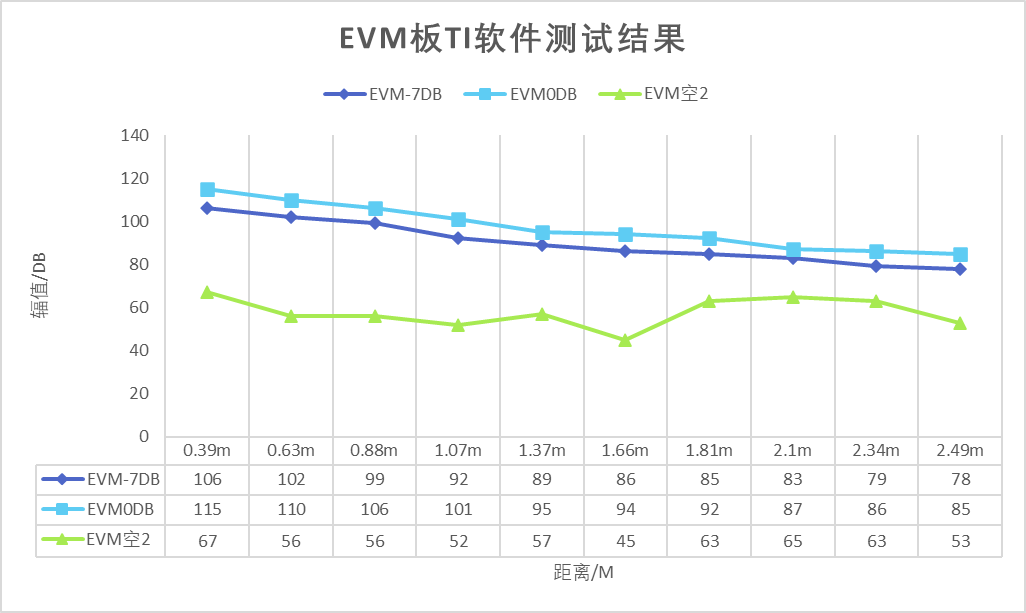 EVM板TI软件测试结果
EVM-7DB EVM0DB EVM空2
140
120
100
80
60
40
20
0
辐值/DB
0.39m 0.63m 0.88m 1.07m 1.37m 1.66m 1.81m 2.1m 2.34m 2.49m
EVM-7DB 106 102 99 92 89 86 85 83 79 78
EVM0DB 115 110 106 101 95 94 92 87 86 85
EVM空2 67 56 56 52 57 45 63 65 63 53
距离/M